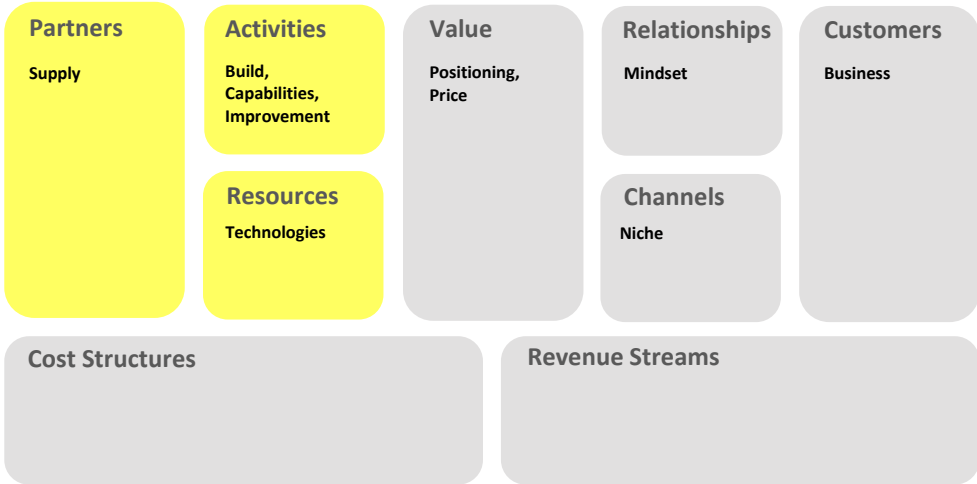 Partners
Supply
Activities
Build,
Capabilities,
Improvement
Resources
Technologies
Value
Positioning,
Price
Relationships
Mindset
Channels
Niche
Customers
Business
Cost Structures
Revenue Streams